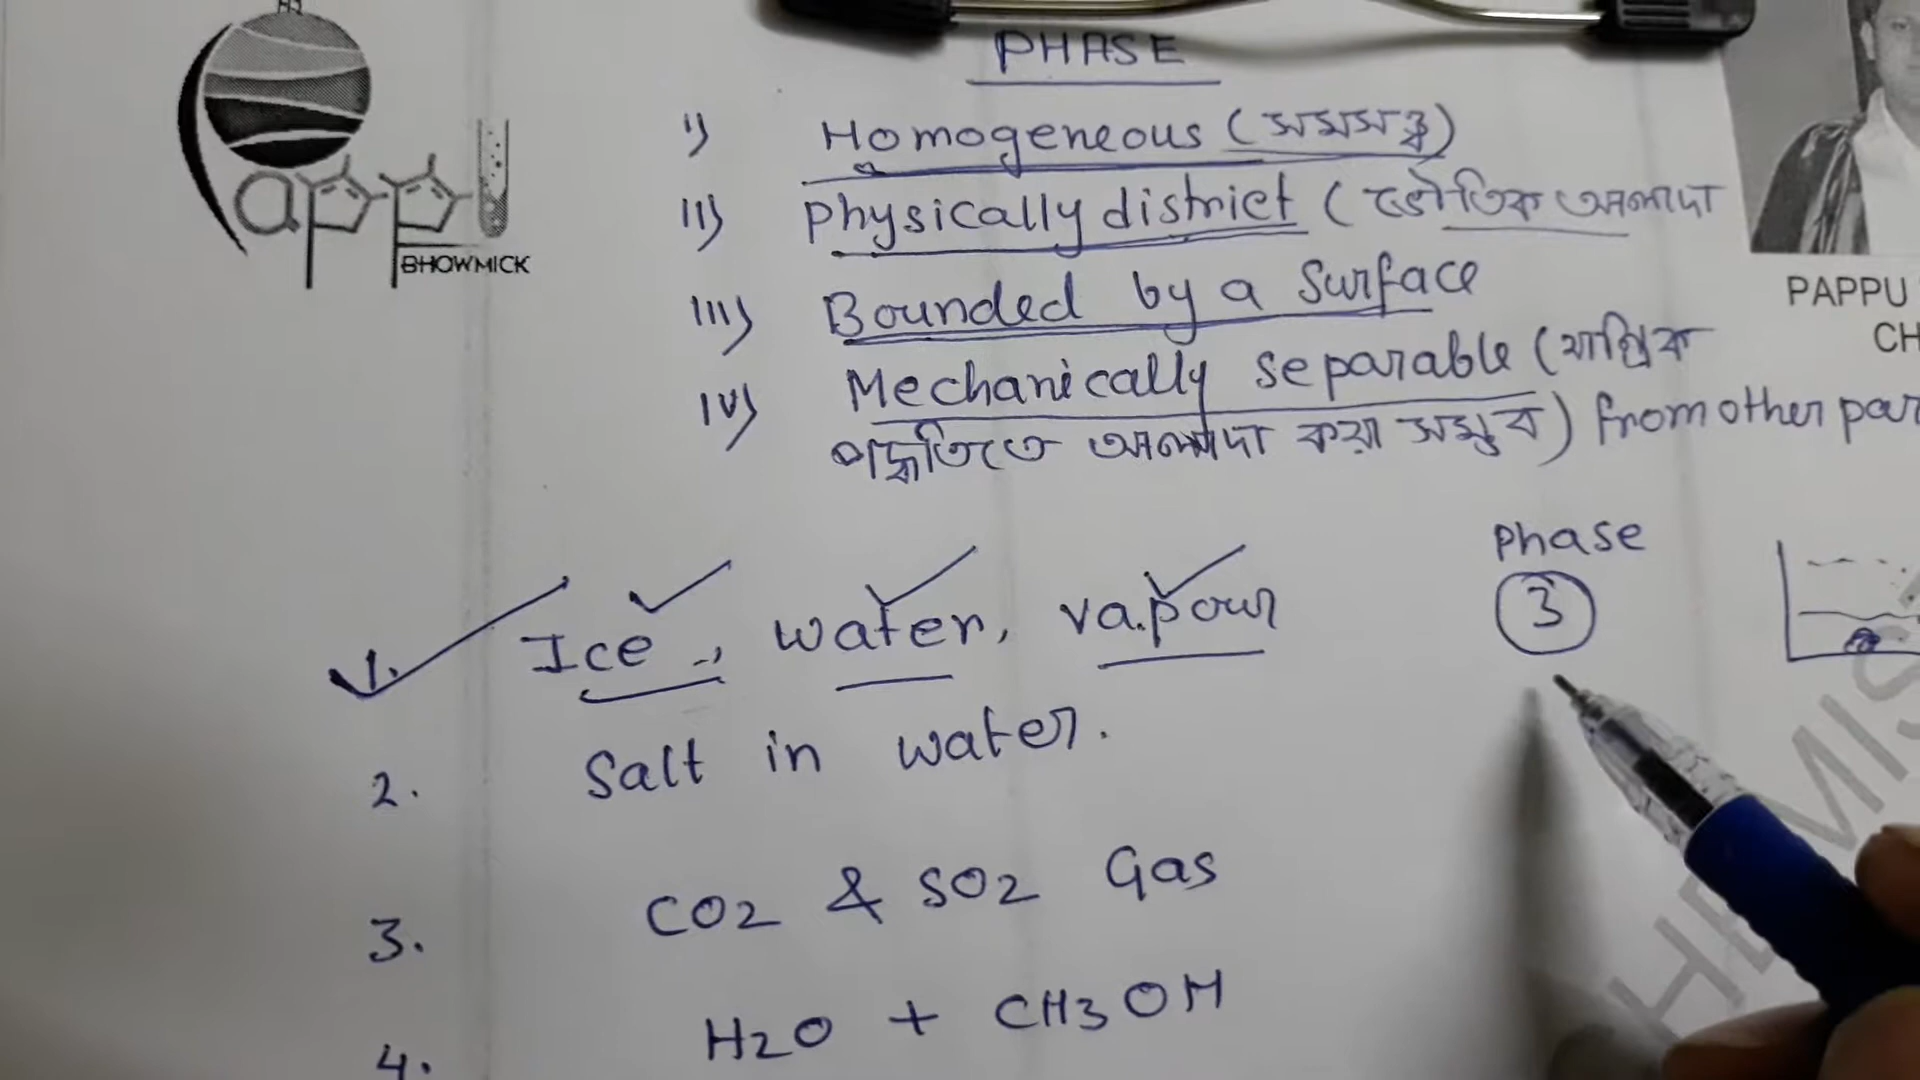 BHOWMICK
PHASE
i) Homogeneous (সমসত্ত্ব)
ii) Physically district (ভৌতিক আলাদা
iii) Bounded by a Surface
iv) Mechanically separable (যান্ত্রিক
পদ্ধতিতে আলাদা করা সম্ভব) from other par
PAPPU
CH
Phase
1. Ice, water, vapour 3
2. Salt in water.
3. CO2 & SO2 Gas
4. H2O + CH3OH